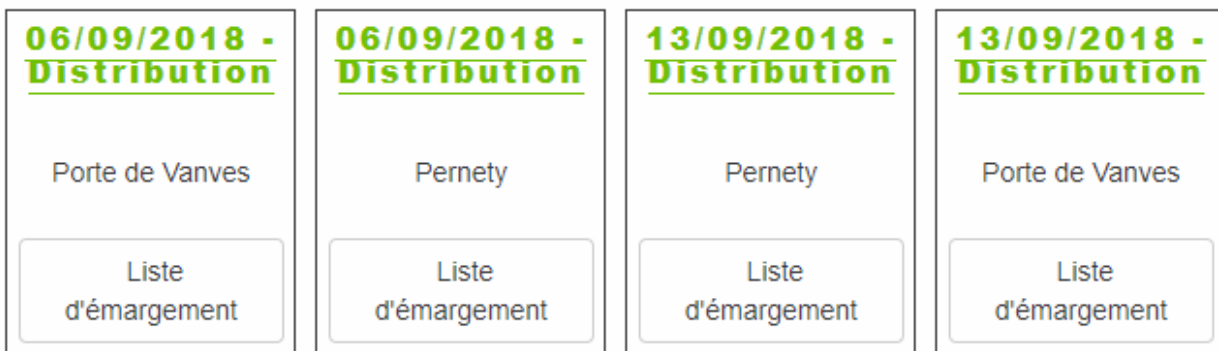 06/09/2018 -
Distribution
Porte de Vanves
Liste
d'émargement
06/09/2018 -
Distribution
Pernety
Liste
d'émargement
13/09/2018 -
Distribution
Pernety
Liste
d'émargement
13/09/2018 -
Distribution
Porte de Vanves
Liste
d'émargement